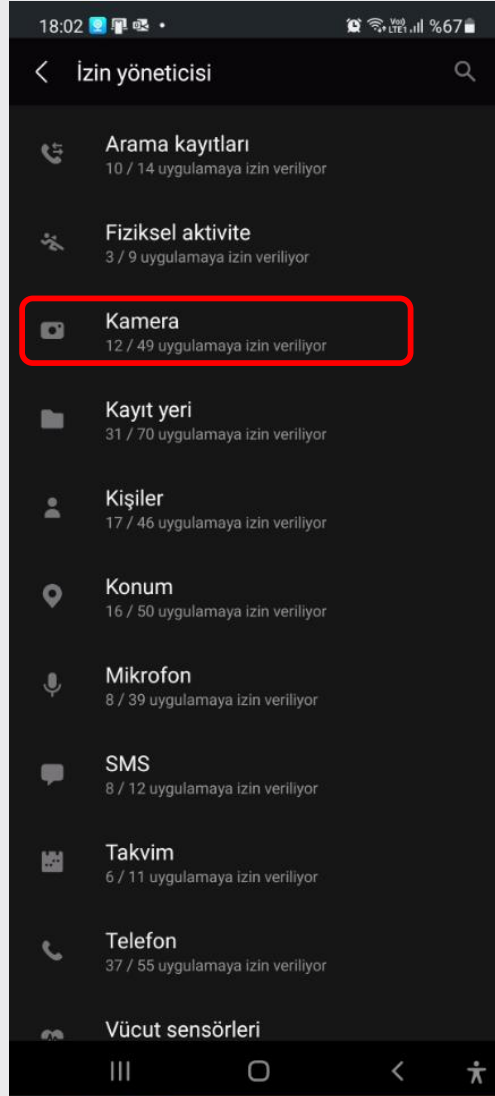 18:02 %67
İzin yöneticisi
Arama kayıtları
10 / 14 uygulamaya izin veriliyor
Fiziksel aktivite
3 / 9 uygulamaya izin veriliyor
Kamera
12 / 49 uygulamaya izin veriliyor
Kayıt yeri
31 / 70 uygulamaya izin veriliyor
Kişiler
17 / 46 uygulamaya izin veriliyor
Konum
16 / 50 uygulamaya izin veriliyor
Mikrofon
8 / 39 uygulamaya izin veriliyor
SMS
8 / 12 uygulamaya izin veriliyor
Takvim
6 / 11 uygulamaya izin veriliyor
Telefon
37 / 55 uygulamaya izin veriliyor
Vücut sensörleri